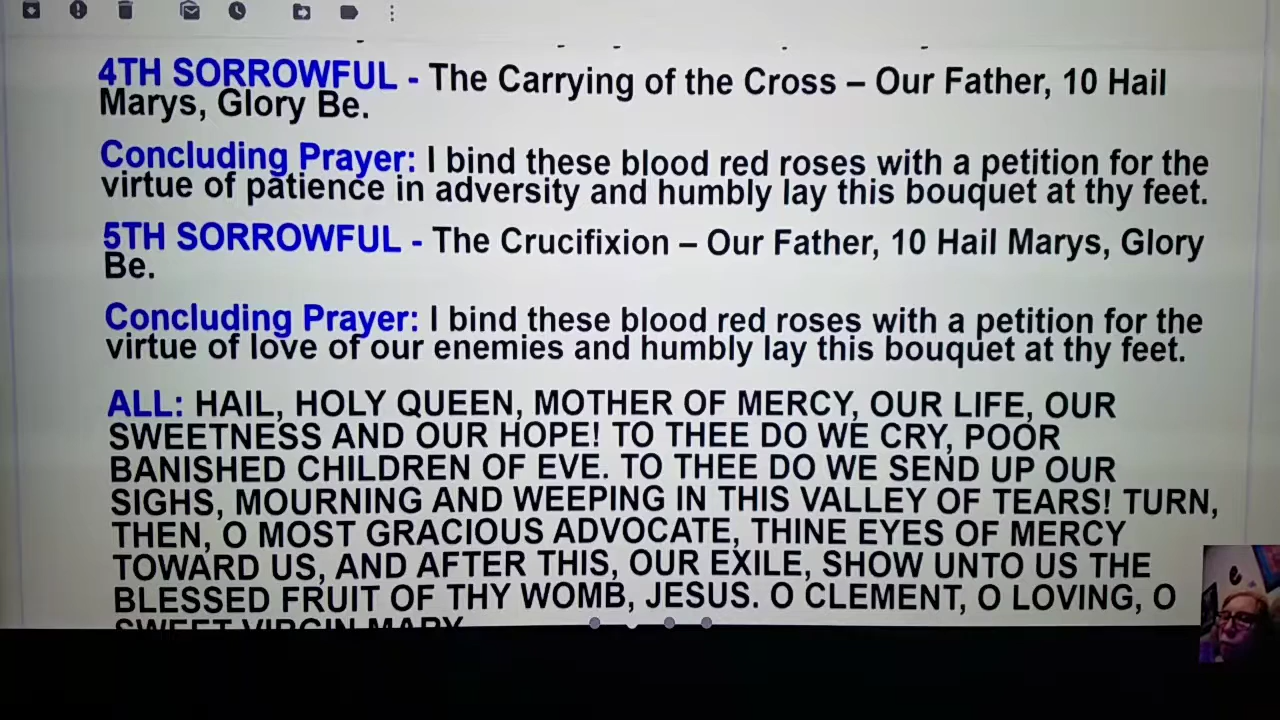 4TH SORROWFUL - The Carrying of the Cross – Our Father, 10 Hail
Marys, Glory Be.
Concluding Prayer: I bind these blood red roses with a petition for the
virtue of patience in adversity and humbly lay this bouquet at thy feet.
5TH SORROWFUL - The Crucifixion – Our Father, 10 Hail Marys, Glory
Be.
Concluding Prayer: I bind these blood red roses with a petition for the
virtue of love of our enemies and humbly lay this bouquet at thy feet.
ALL: HAIL, HOLY QUEEN, MOTHER OF MERCY, OUR LIFE, OUR
SWEETNESS AND OUR HOPE! TO THEE DO WE CRY, POOR
BANISHED CHILDREN OF EVE. TO THEE DO WE SEND UP OUR
SIGHS, MOURNING AND WEEPING IN THIS VALLEY OF TEARS! TURN,
THEN, O MOST GRACIOUS ADVOCATE, THINE EYES OF MERCY
TOWARD US, AND AFTER THIS, OUR EXILE, SHOW UNTO US THE
BLESSED FRUIT OF THY WOMB, JESUS. O CLEMENT, O LOVING, O
SWEET VIRGIN MARY